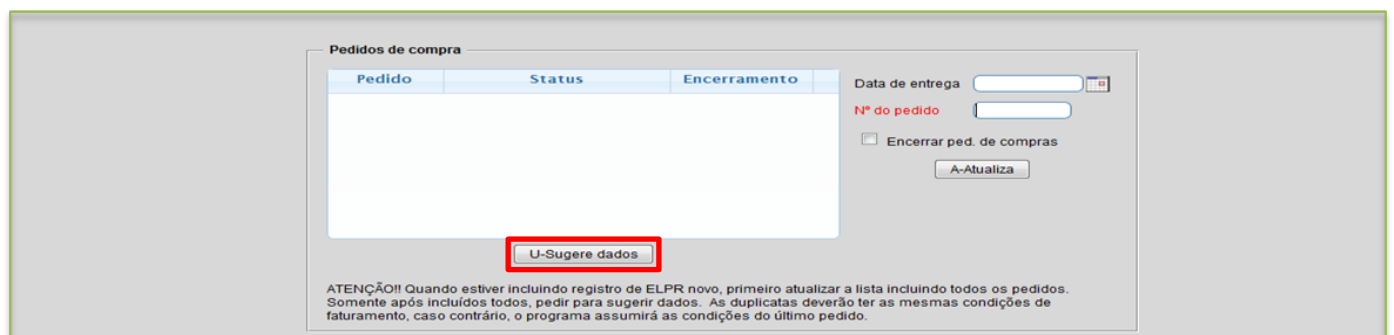 Pedidos de compra
Pedido Status Encerramento
Data de entrega
Nº do pedido
Encerrar ped. de compras
A-Atualiza
U-Sugere dados
ATENÇÃO!! Quando estiver incluindo registro de ELPR novo, primeiro atualizar a lista incluindo todos os pedidos.
Somente após incluídos todos, pedir para sugerir dados. As duplicatas deverão ter as mesmas condições de
faturamento, caso contrário, o programa assumirá as condições do último pedido.